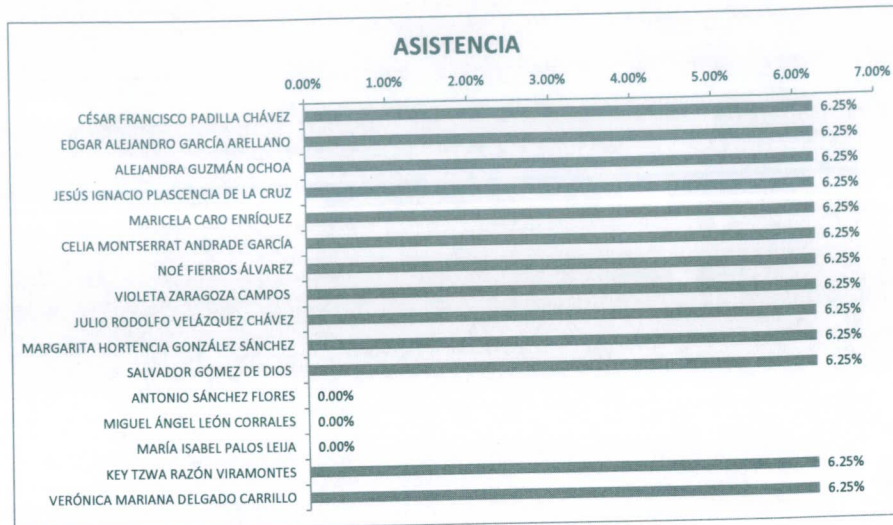 ASISTENCIA
0.00% 1.00% 2.00% 3.00% 4.00% 5.00% 6.00% 7.00%
CÉSAR FRANCISCO PADILLA CHÁVEZ 6.25%
EDGAR ALEJANDRO GARCÍA ARELLANO 6.25%
ALEJANDRA GUZMÁN OCHOA 6.25%
JESÚS IGNACIO PLASCENCIA DE LA CRUZ 6.25%
MARICELA CARO ENRÍQUEZ 6.25%
CELIA MONTSERRAT ANDRADE GARCÍA 6.25%
NOÉ FIERROS ÁLVAREZ 6.25%
VIOLETA ZARAGOZA CAMPOS 6.25%
JULIO RODOLFO VELÁZQUEZ CHÁVEZ 6.25%
MARGARITA HORTENCIA GONZÁLEZ SÁNCHEZ 6.25%
SALVADOR GÓMEZ DE DIOS 6.25%
ANTONIO SÁNCHEZ FLORES 0.00%
MIGUEL ÁNGEL LEÓN CORRALES 0.00%
MARÍA ISABEL PALOS LEIJA 0.00%
KEY TZWA RAZÓN VIRAMONTES 6.25%
VERÓNICA MARIANA DELGADO CARRILLO 6.25%